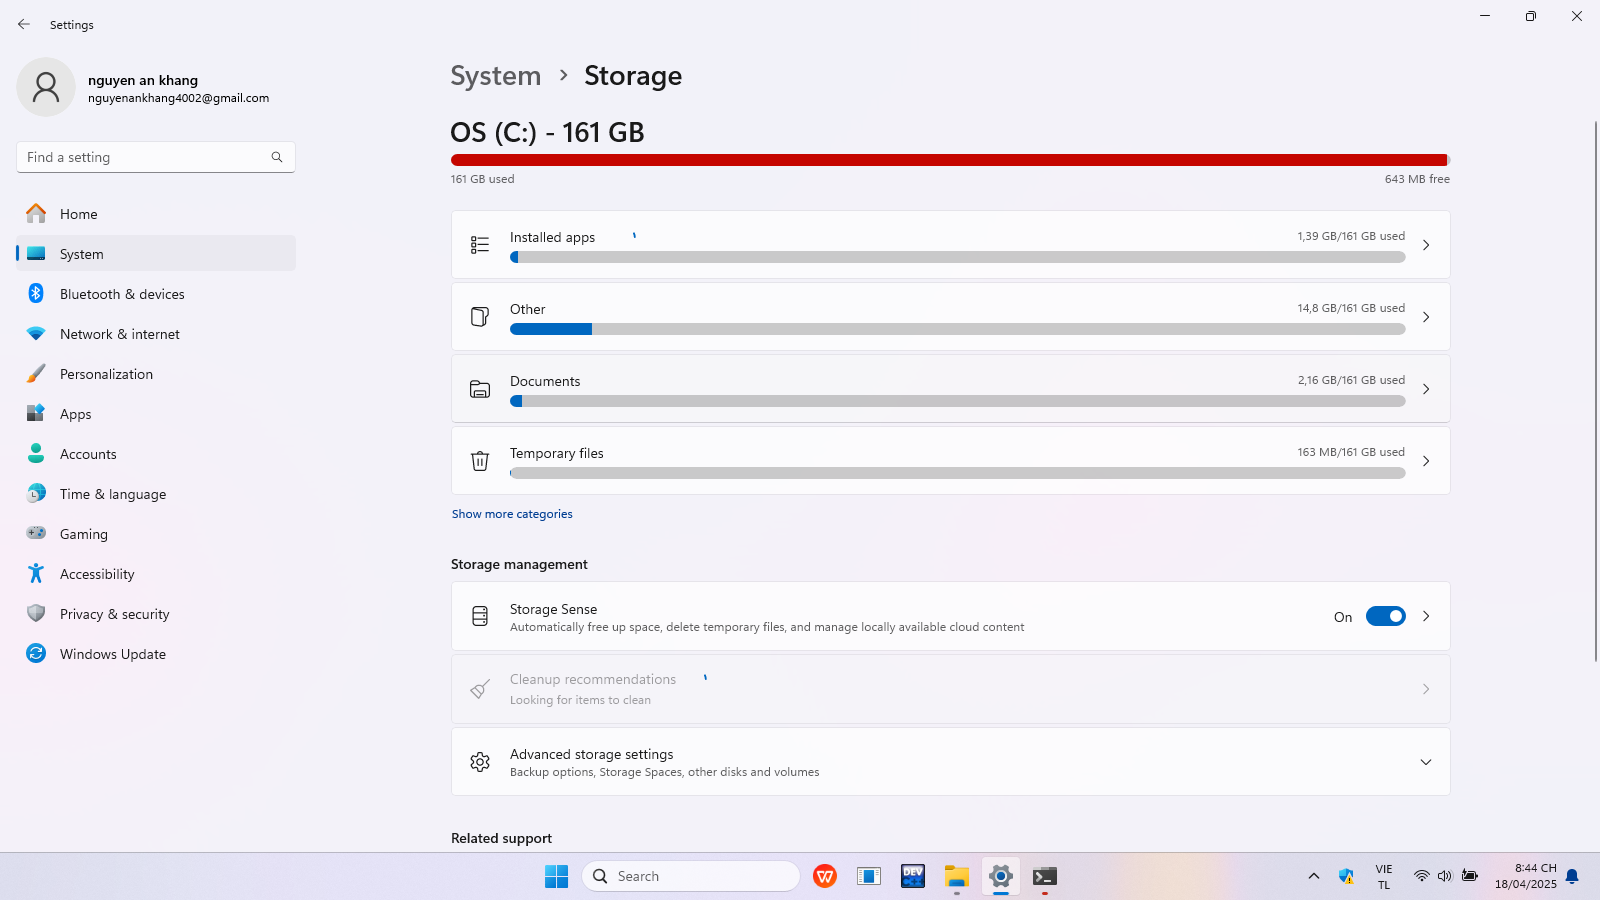 Settings
nguyen an khang
nguyenankhang4002@gmail.com
Find a setting
Home
System
Bluetooth & devices
Network & internet
Personalization
Apps
Accounts
Time & language
Gaming
Accessibility
Privacy & security
Windows Update
System > Storage
OS (C:) - 161 GB
161 GB used
643 MB free
Installed apps
1,39 GB/161 GB used
Other
14,8 GB/161 GB used
Documents
2,16 GB/161 GB used
Temporary files
163 MB/161 GB used
Show more categories
Storage management
Storage Sense
Automatically free up space, delete temporary files, and manage locally available cloud content
On
Cleanup recommendations
Looking for items to clean
Advanced storage settings
Backup options, Storage Spaces, other disks and volumes
Related support
Search
DEV
VIE
TL
8:44 CH
18/04/2025